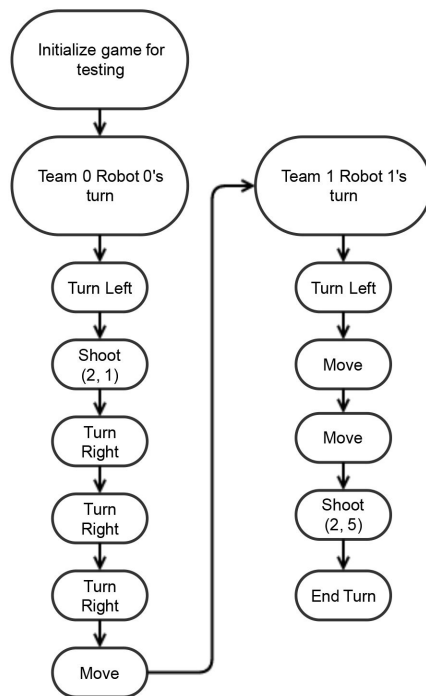 Initialize game for
testing
Team 0 Robot 0's
turn
Turn Left
Shoot
(2, 1)
Turn
Right
Turn
Right
Turn
Right
Move
Team 1 Robot 1's
turn
Turn Left
Move
Move
Shoot
(2, 5)
End Turn